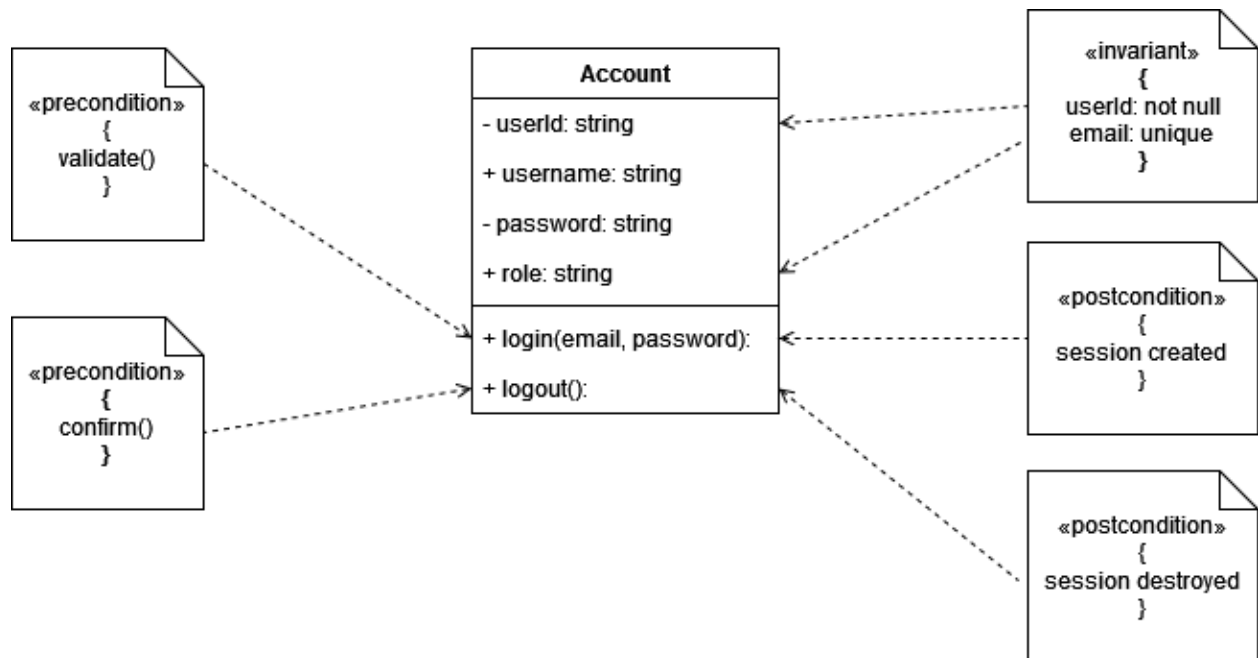 «precondition»
{
validate()
}
«precondition»
{
confirm()
}
Account
- userId: string
+ username: string
- password: string
+ role: string
+ login(email, password):
+ logout():
«invariant»
{
userId: not null
email: unique
}
«postcondition»
{
session created
}
«postcondition»
{
session destroyed
}